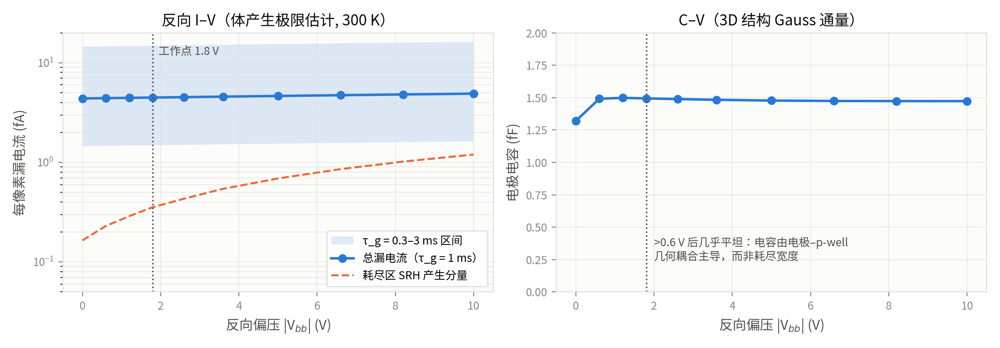 反向 I–V（体产生极限估计, 300 K）
10¹
10⁰
10⁻¹
每像素漏电流 (fA)
工作点 1.8 V
τ_g = 0.3–3 ms 区间
总漏电流（τ_g = 1 ms）
耗尽区 SRH 产生分量
0
2
4
6
8
10
反向偏压 |V_bb| (V)
C–V（3D 结构 Gauss 通量）
2.00
1.75
1.50
1.25
1.00
0.75
0.50
0.25
0.00
电极电容 (fF)
>0.6 V 后几乎平坦：电容由电极–p-well
几何耦合主导，而非耗尽宽度
0
2
4
6
8
10
反向偏压 |V_bb| (V)